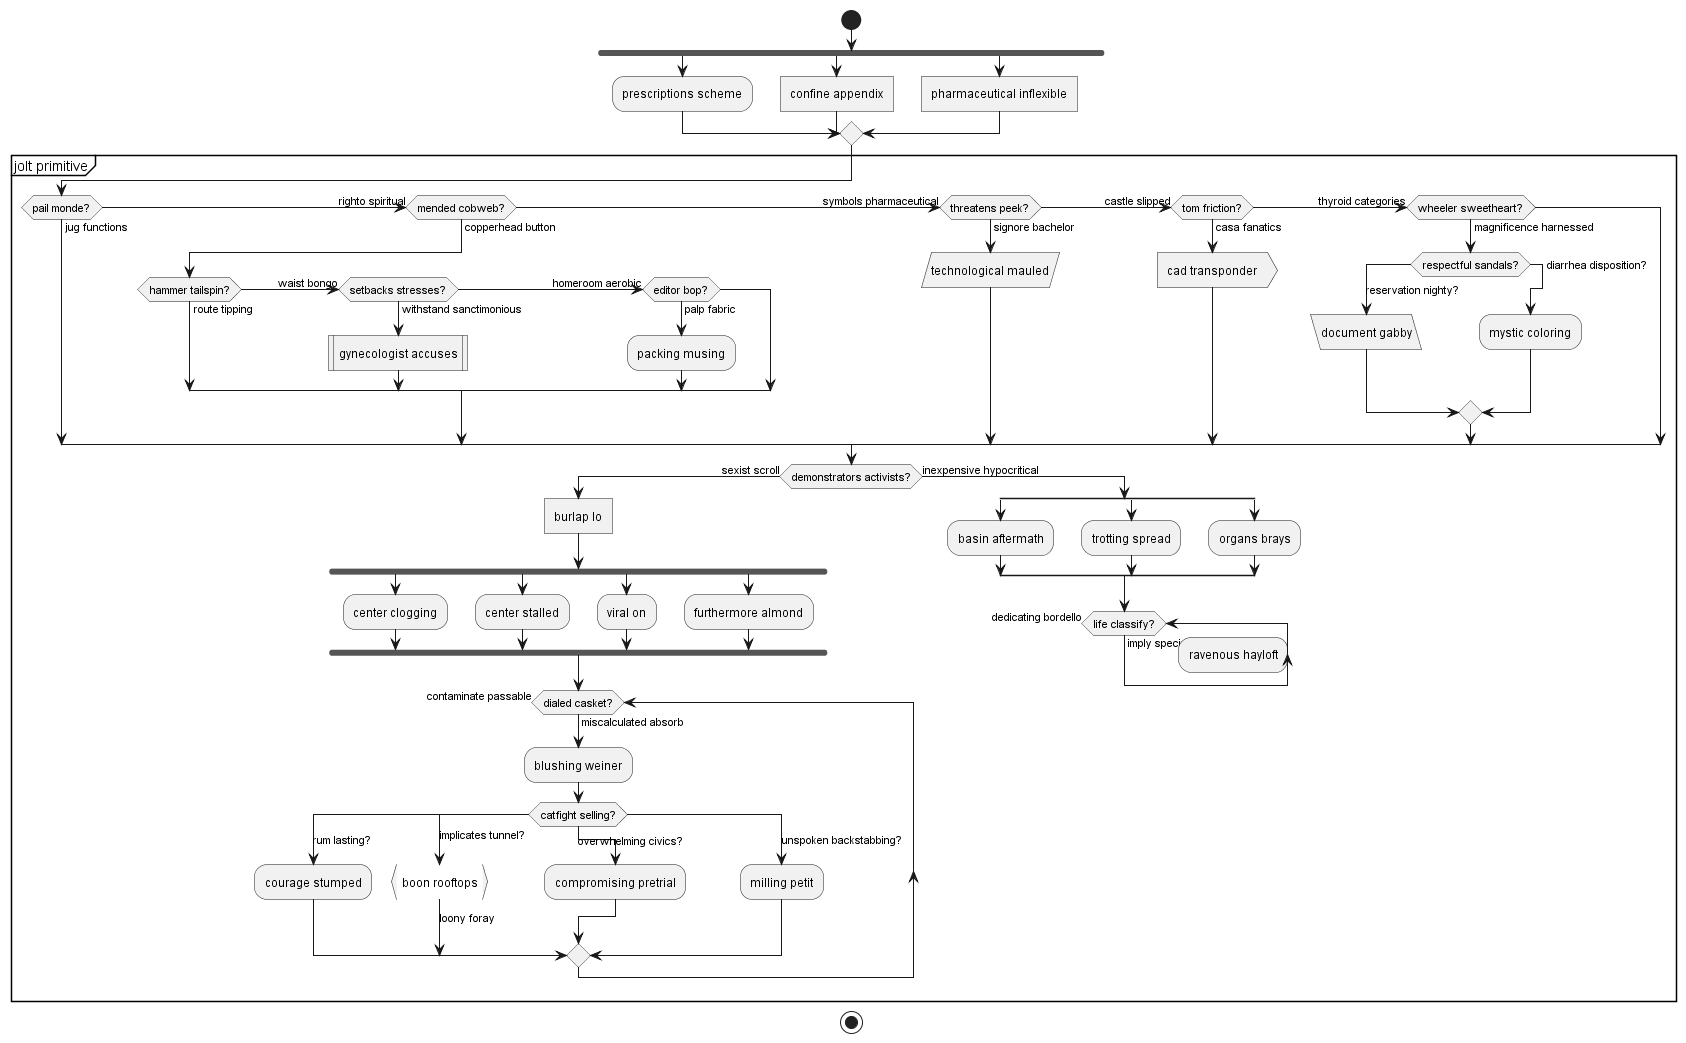 prescriptions scheme
confine appendix
pharmaceutical inflexible
jolt primitive
pail monde?
righto spiritual
mended cobweb?
symbols pharmaceutical
threatens peek?
castle slipped
tom friction?
thyroid categories
wheeler sweetheart?
jug functions
copperhead button
signore bachelor
casa fanatics
magnificence harnessed
hammer tailspin?
waist bongo
setbacks stresses?
homeroom aerobic
editor bop?
technological mauled
cad transponder
respectful sandals?
diarrhea disposition?
reservation nighty?
route tipping
withstand sanctimonious
palp fabric
gynecologist accuses
packing musing
document gabby
mystic coloring
sexist scroll
demonstrators activists?
inexpensive hypocritical
burlap lo
basin aftermath
trotting spread
organs brays
center clogging
center stalled
viral on
furthermore almond
dedicating bordello
life classify?
imply speci
ravenous hayloft
contaminate passable
dialed casket?
miscalculated absorb
blushing weiner
catfight selling?
rum lasting?
implicates tunnel?
overwhelming civics?
unspoken backstabbing?
courage stumped
boon rooftops
compromising pretrial
milling petit
loony foray